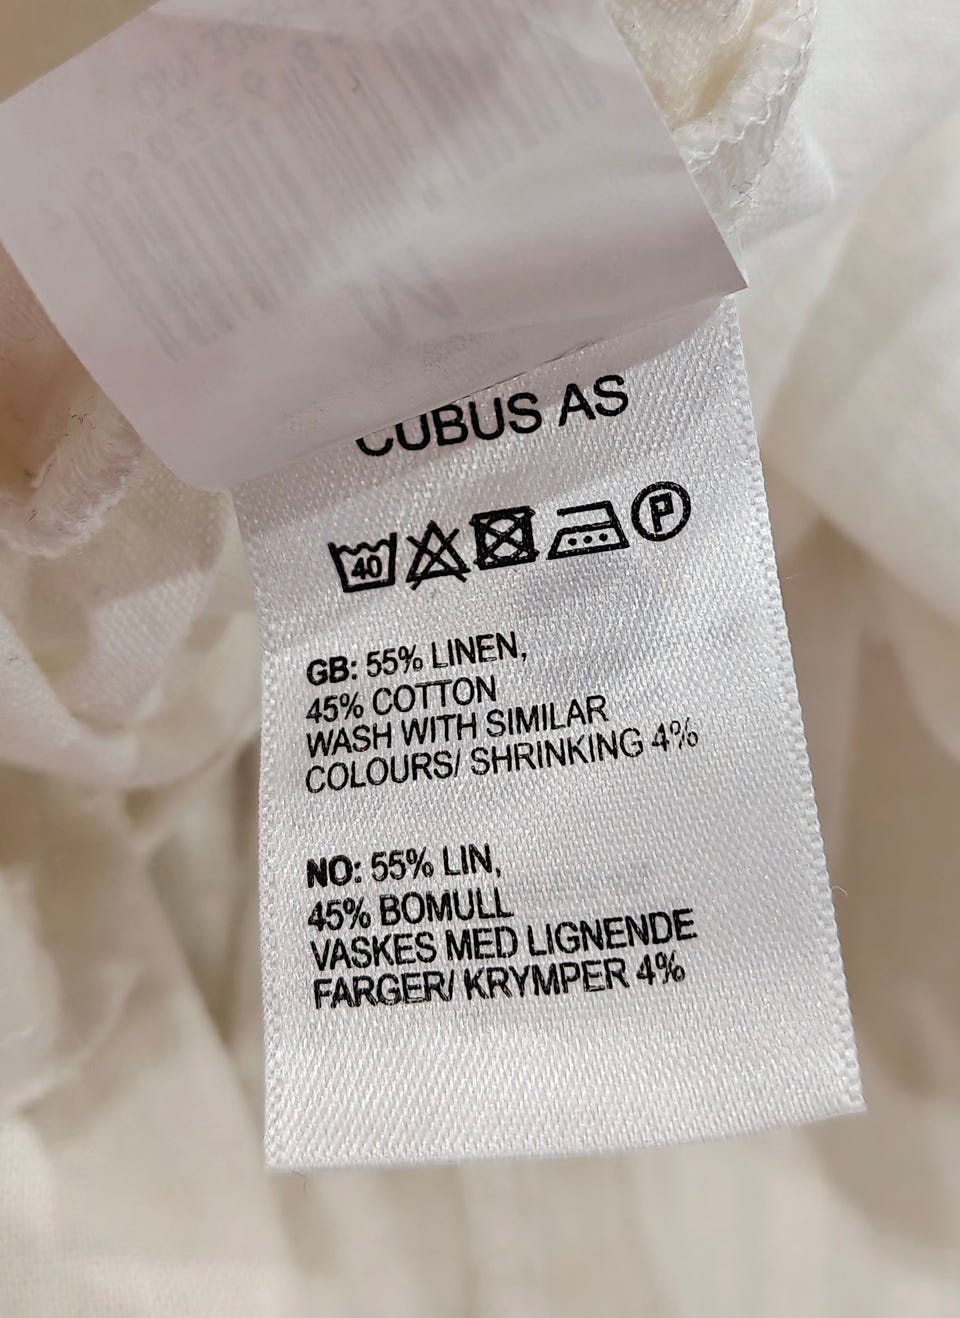 CUBUS AS
40 P
GB: 55% LINEN,
45% COTTON
WASH WITH SIMILAR
COLOURS/ SHRINKING 4%
NO: 55% LIN,
45% BOMULL
VASKES MED LIGNENDE
FARGER/ KRYMPER 4%